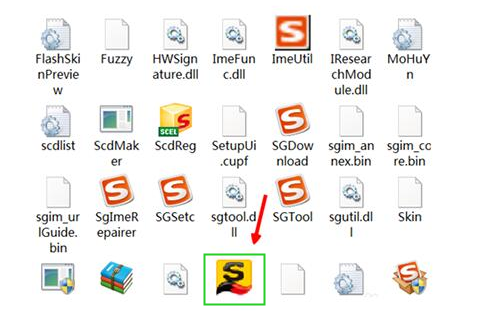 FlashSki
nPreview
w
Fuzzy
HWSign
ature.dll
ImeFun
c.dll
ImeUtil
IResear
chModu
le.dll
MoHuY
n
scdlist
ScdMak
er
SCEL
ScdReg
SetupUi
.cupf
SGDow
nload
sgim_an
nex.bin
sgim_co
re.bin
sgim_ur
lGuide.
bin
SgImeR
epairer
SGSetc
sgtool.d
ll
SGTool
sgutil.dl
l
Skin